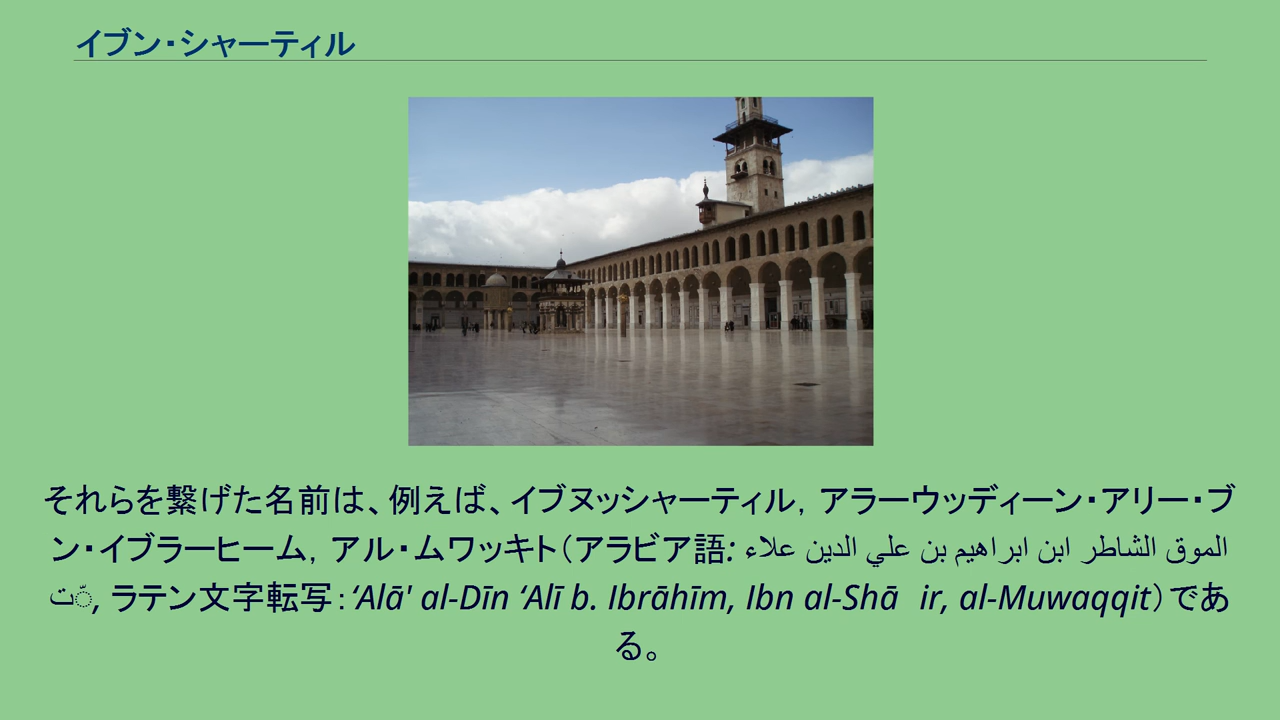 イブン・シャーティル
それらを繋げた名前は、例えば、イブヌッシャーティル，アラーウッディーン・アリー・ブ
ン・イブラーヒーム，アル・ムワッキト（アラビア語: علاء الدين علي بن ابراهيم ابن الشاطر الموق
ّت, ラテン文字転写：‘Alā' al-Dīn ‘Alī b. Ibrāhīm, Ibn al-Shā ir, al-Muwaqqit）であ
る。